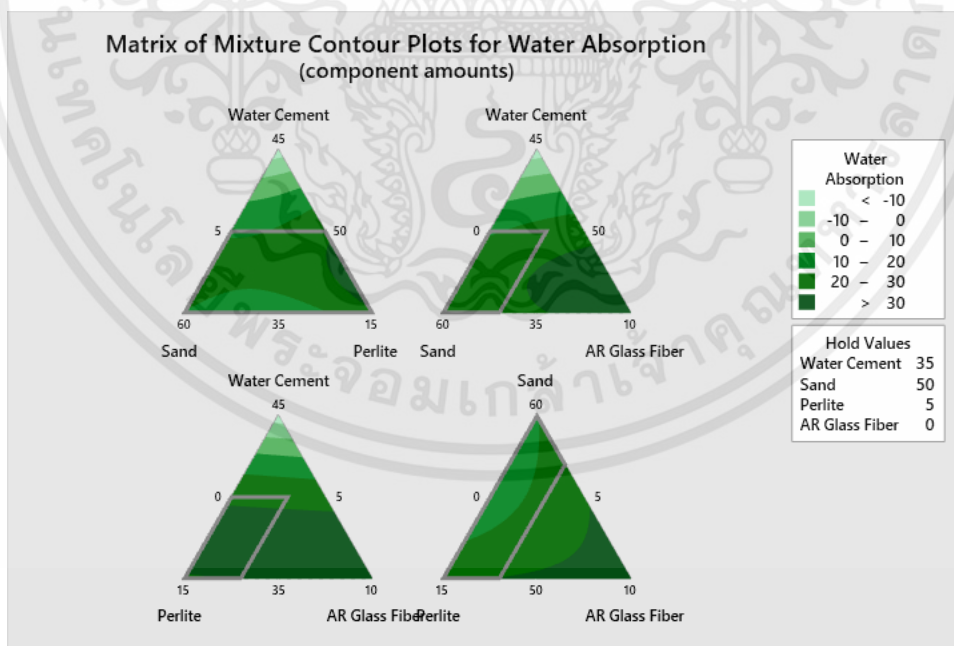 Matrix of Mixture Contour Plots for Water Absorption
(component amounts)
Water Cement
45
5
50
60
35
15
Sand
Perlite
Water Cement
45
0
50
60
35
10
Sand
AR Glass Fiber
Water Cement
45
0
5
15
35
10
Perlite
AR Glass Fiber
Sand
60
0
5
15
50
10
Perlite
AR Glass Fiber
Water
Absorption
< -10
-10 – 0
0 – 10
10 – 20
20 – 30
> 30
Hold Values
Water Cement 35
Sand 50
Perlite 5
AR Glass Fiber 0